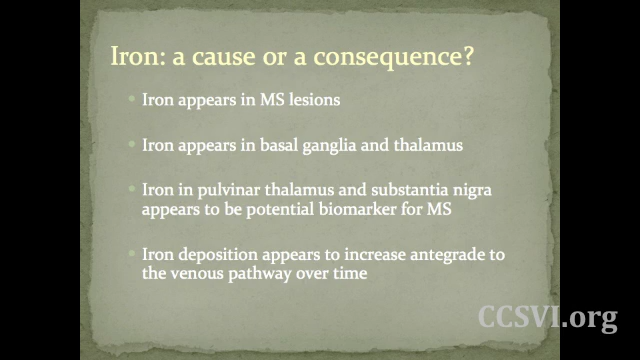 Iron: a cause or a consequence?
• Iron appears in MS lesions
• Iron appears in basal ganglia and thalamus
• Iron in pulvinar thalamus and substantia nigra
appears to be potential biomarker for MS
• Iron deposition appears to increase antegrade to
the venous pathway over time
CCSVI.org